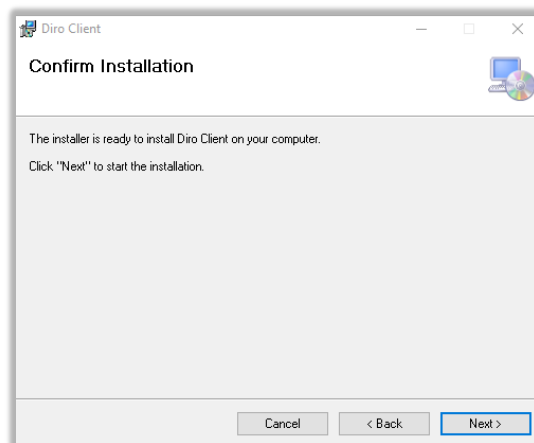 Diro Client
Confirm Installation
The installer is ready to install Diro Client on your computer.
Click "Next" to start the installation.
Cancel
< Back
Next >